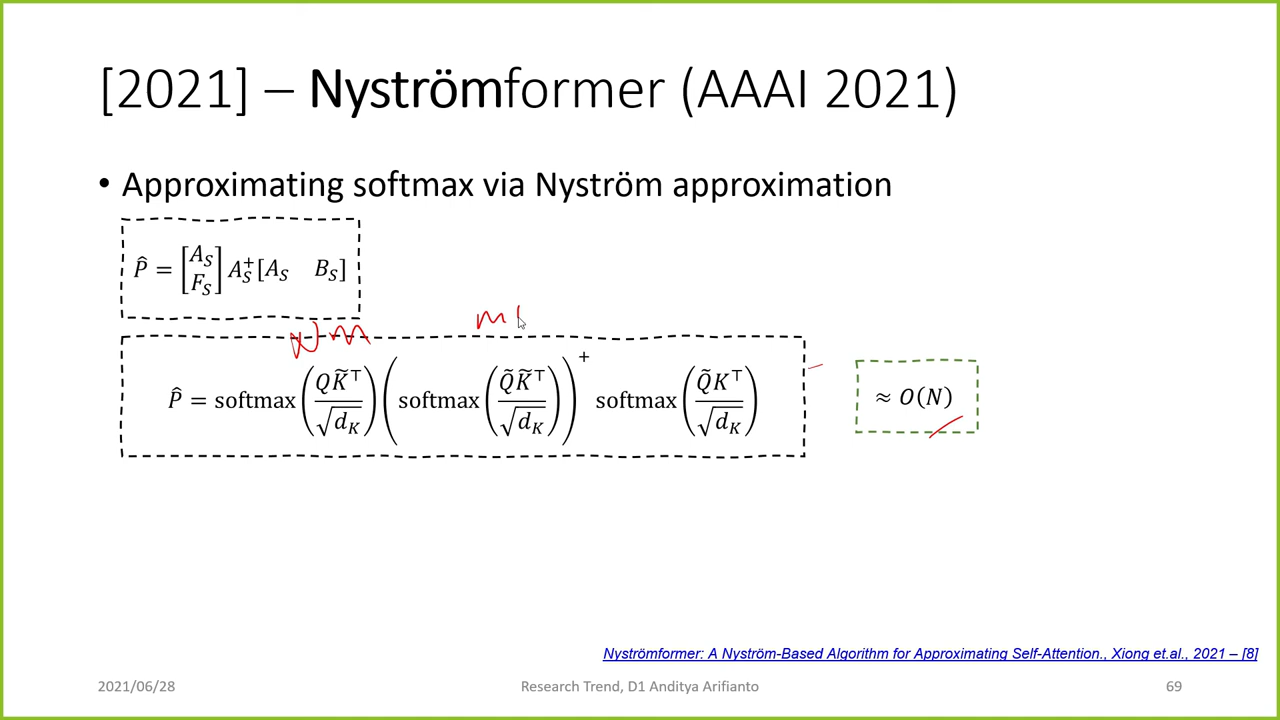 [2021] – Nyströmformer (AAAI 2021)
• Approximating softmax via Nyström approximation
P̂ = [A_S F_S] A_S^+ [A_S B_S]
N m
m
P̂ = softmax(QK̃^⊤/√d_K) (softmax(Q̃K̃^⊤/√d_K))^+ softmax(Q̃K^⊤/√d_K)
≈ O(N)
Nyströmformer: A Nyström-Based Algorithm for Approximating Self-Attention., Xiong et.al., 2021 – [8]
2021/06/28
Research Trend, D1 Anditya Arifianto
69